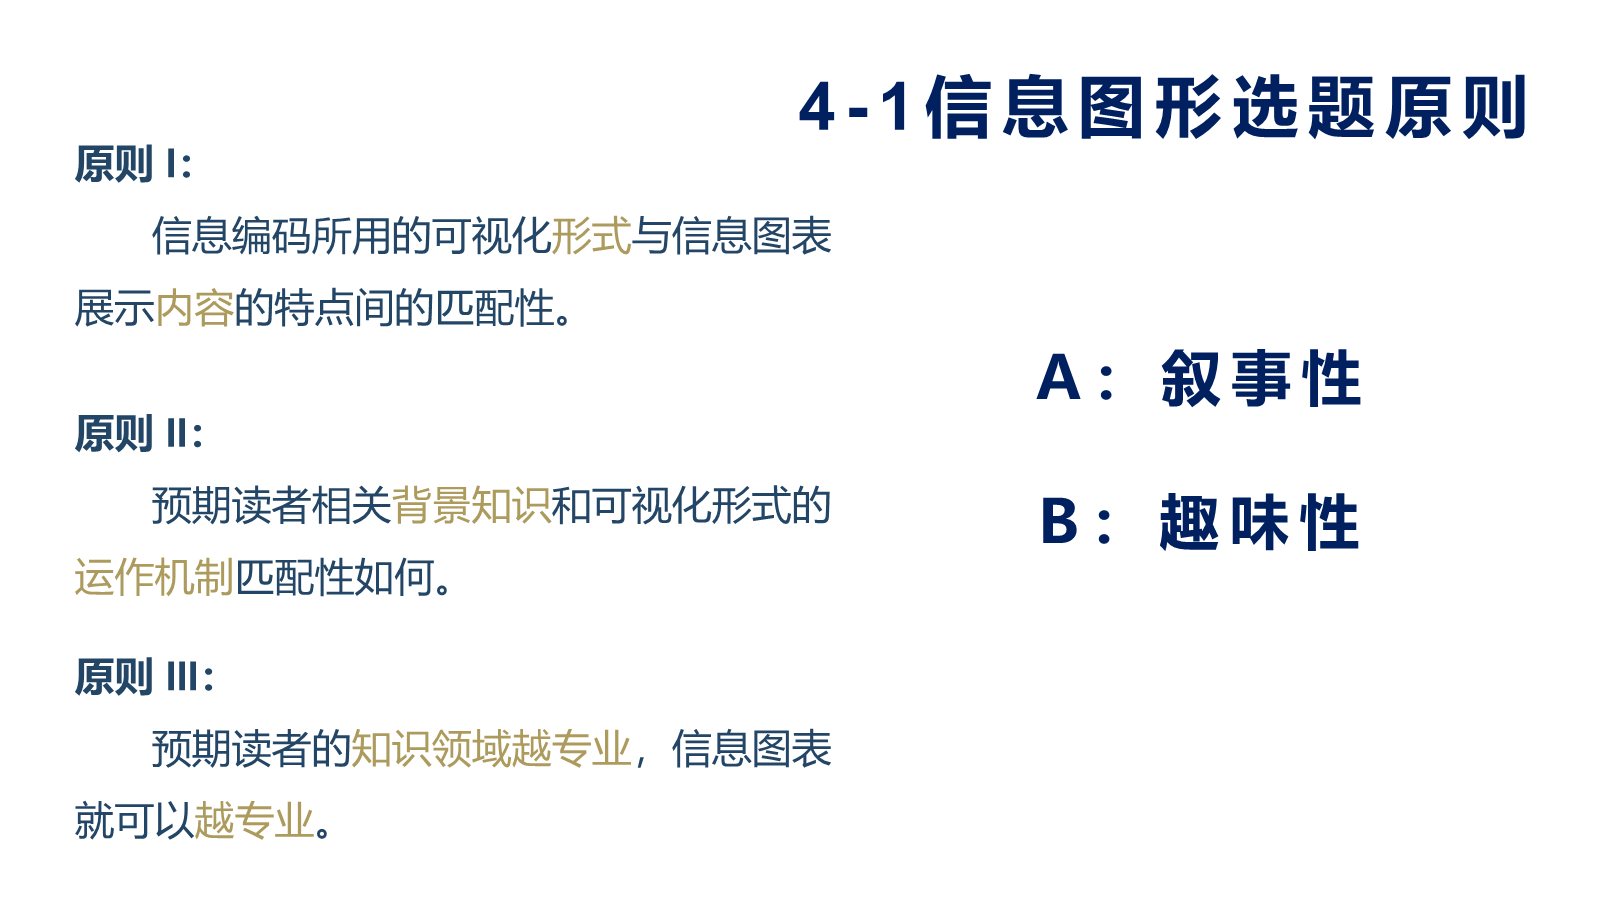 4-1信息图形选题原则
原则 I：
信息编码所用的可视化形式与信息图表
展示内容的特点间的匹配性。
原则 II：
预期读者相关背景知识和可视化形式的
运作机制匹配性如何。
原则 III：
预期读者的知识领域越专业，信息图表
就可以越专业。
A：叙事性
B：趣味性